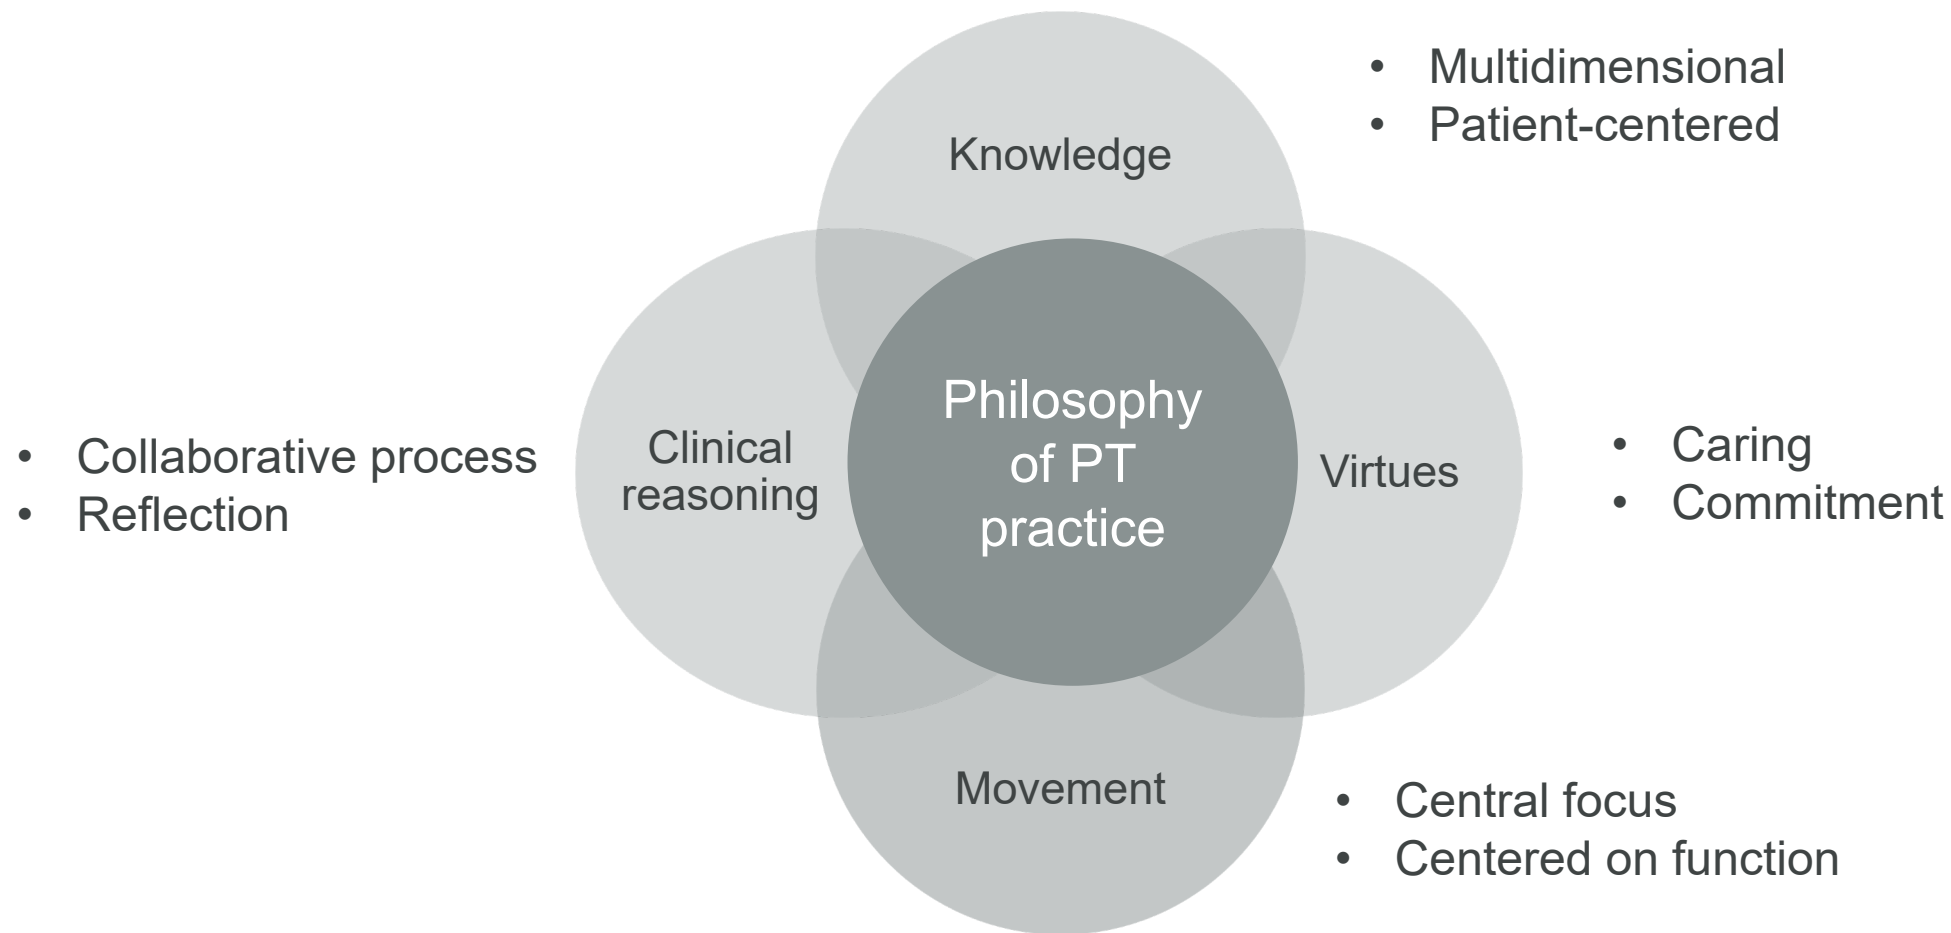 Knowledge
• Multidimensional
• Patient-centered
Clinical
reasoning
• Collaborative process
• Reflection
Philosophy
of PT
practice
Virtues
• Caring
• Commitment
Movement
• Central focus
• Centered on function